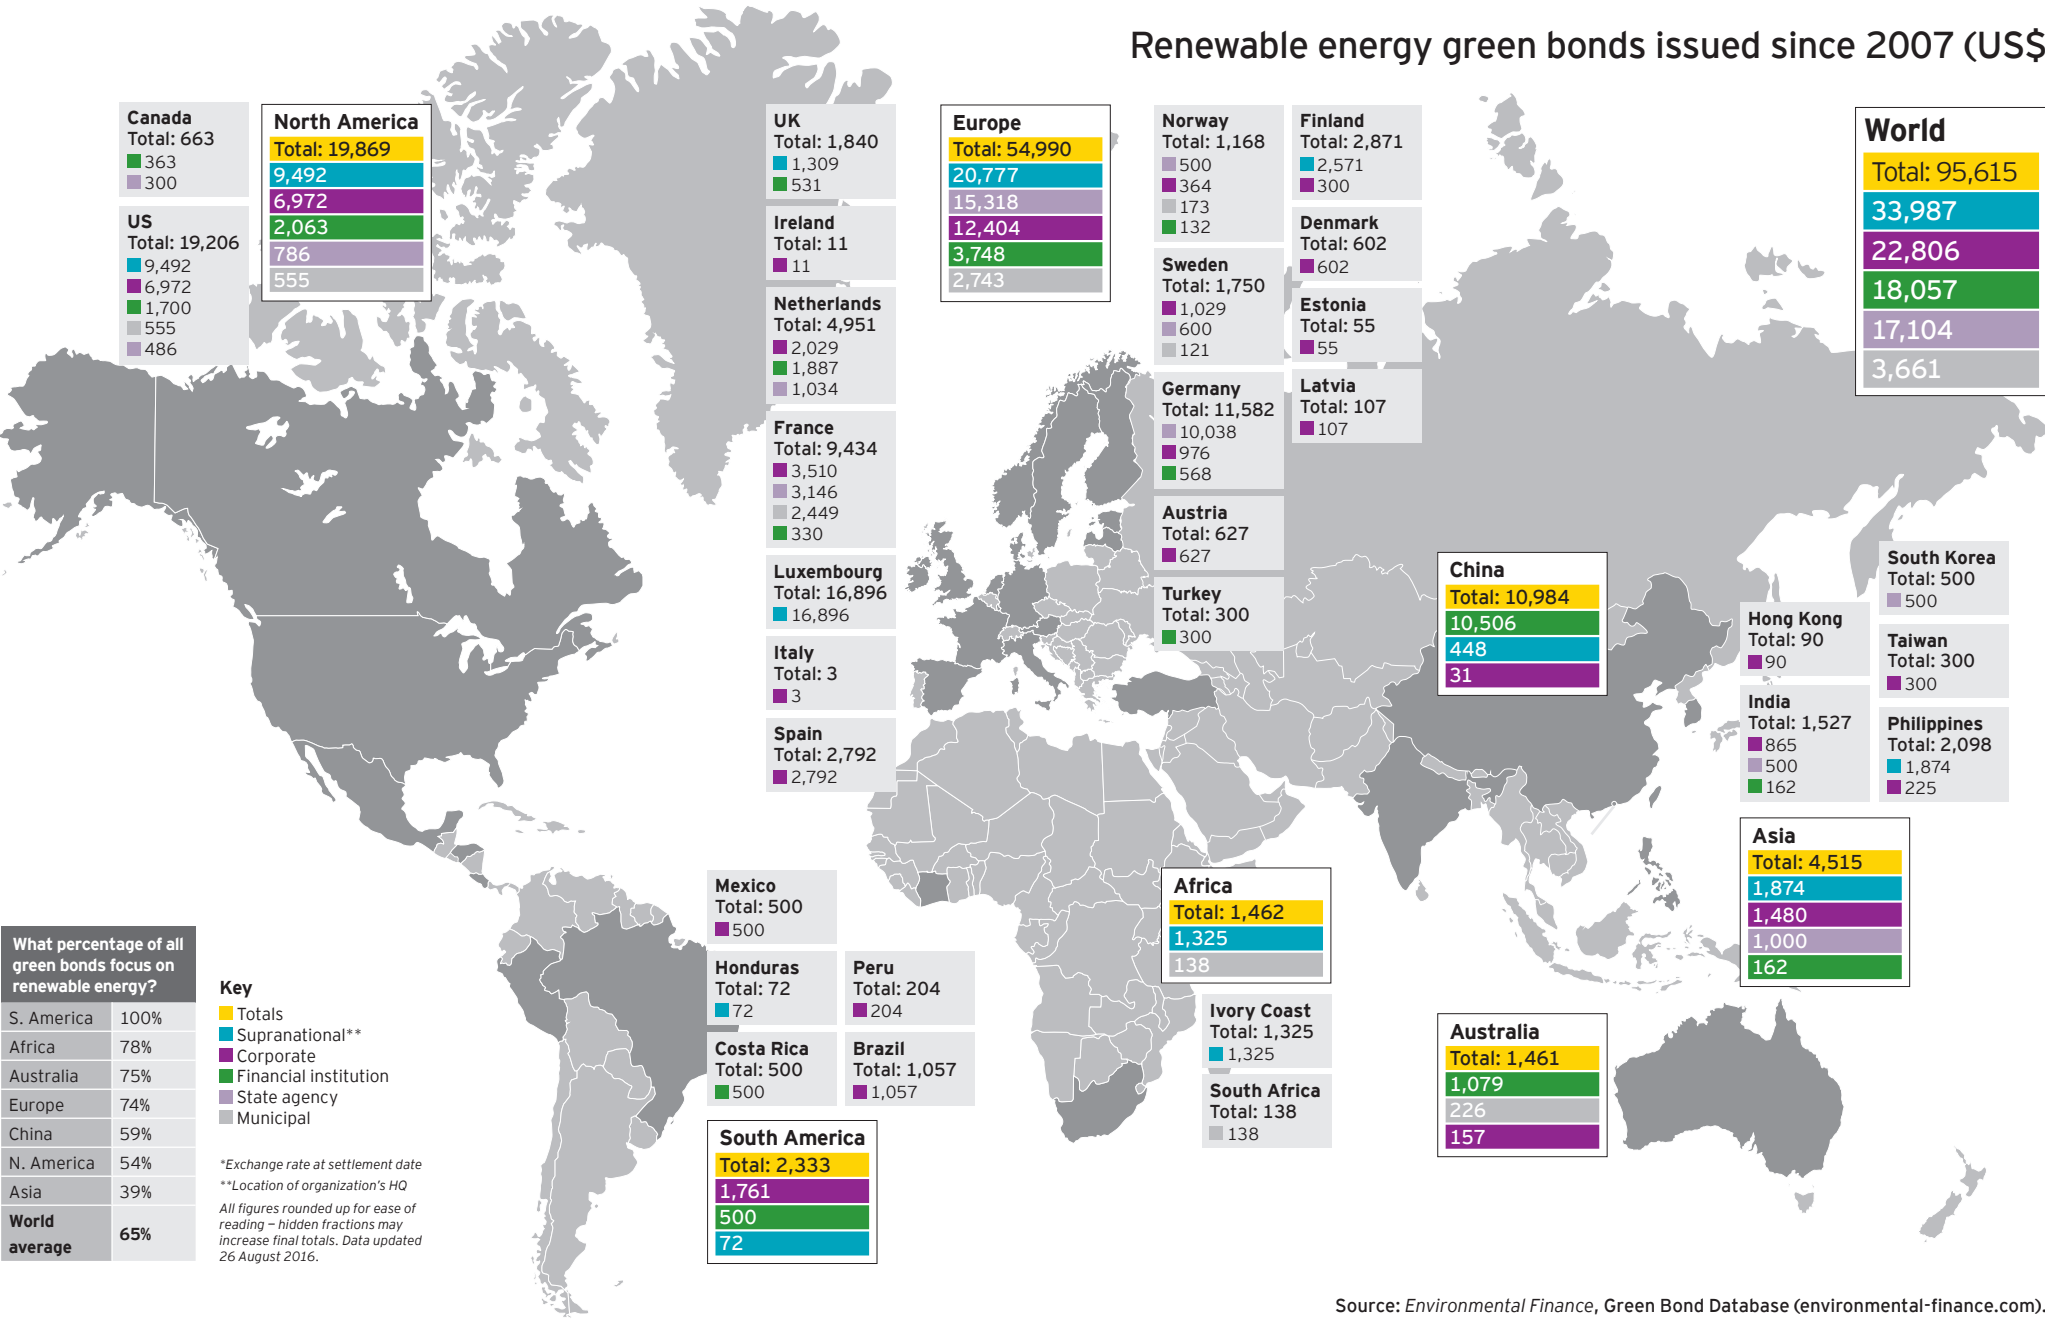 Renewable energy green bonds issued since 2007 (US$
Canada
Total: 663
363
300
US
Total: 19,206
9,492
6,972
1,700
555
486
North America
Total: 19,869
9,492
6,972
2,063
786
555
UK
Total: 1,840
1,309
531
Ireland
Total: 11
11
Netherlands
Total: 4,951
2,029
1,887
1,034
France
Total: 9,434
3,510
3,146
2,449
330
Luxembourg
Total: 16,896
16,896
Italy
Total: 3
3
Spain
Total: 2,792
2,792
Europe
Total: 54,990
20,777
15,318
12,404
3,748
2,743
Norway
Total: 1,168
500
364
173
132
Sweden
Total: 1,750
1,029
600
121
Germany
Total: 11,582
10,038
976
568
Austria
Total: 627
627
Turkey
Total: 300
300
Finland
Total: 2,871
2,571
300
Denmark
Total: 602
602
Estonia
Total: 55
55
Latvia
Total: 107
107
World
Total: 95,615
33,987
22,806
18,057
17,104
3,661
China
Total: 10,984
10,506
448
31
South Korea
Total: 500
500
Hong Kong
Total: 90
90
Taiwan
Total: 300
300
India
Total: 1,527
865
500
162
Philippines
Total: 2,098
1,874
225
Asia
Total: 4,515
1,874
1,480
1,000
162
Mexico
Total: 500
500
Honduras
Total: 72
72
Peru
Total: 204
204
Costa Rica
Total: 500
500
Brazil
Total: 1,057
1,057
South America
Total: 2,333
1,761
500
72
Africa
Total: 1,462
1,325
138
Ivory Coast
Total: 1,325
1,325
South Africa
Total: 138
138
Australia
Total: 1,461
1,079
226
157
What percentage of all
green bonds focus on
renewable energy?
S. America 100%
Africa 78%
Australia 75%
Europe 74%
China 59%
N. America 54%
Asia 39%
World
average 65%
Key
Totals
Supranational**
Corporate
Financial institution
State agency
Municipal
*Exchange rate at settlement date
**Location of organization's HQ
All figures rounded up for ease of
reading – hidden fractions may
increase final totals. Data updated
26 August 2016.
Source: Environmental Finance, Green Bond Database (environmental-finance.com).